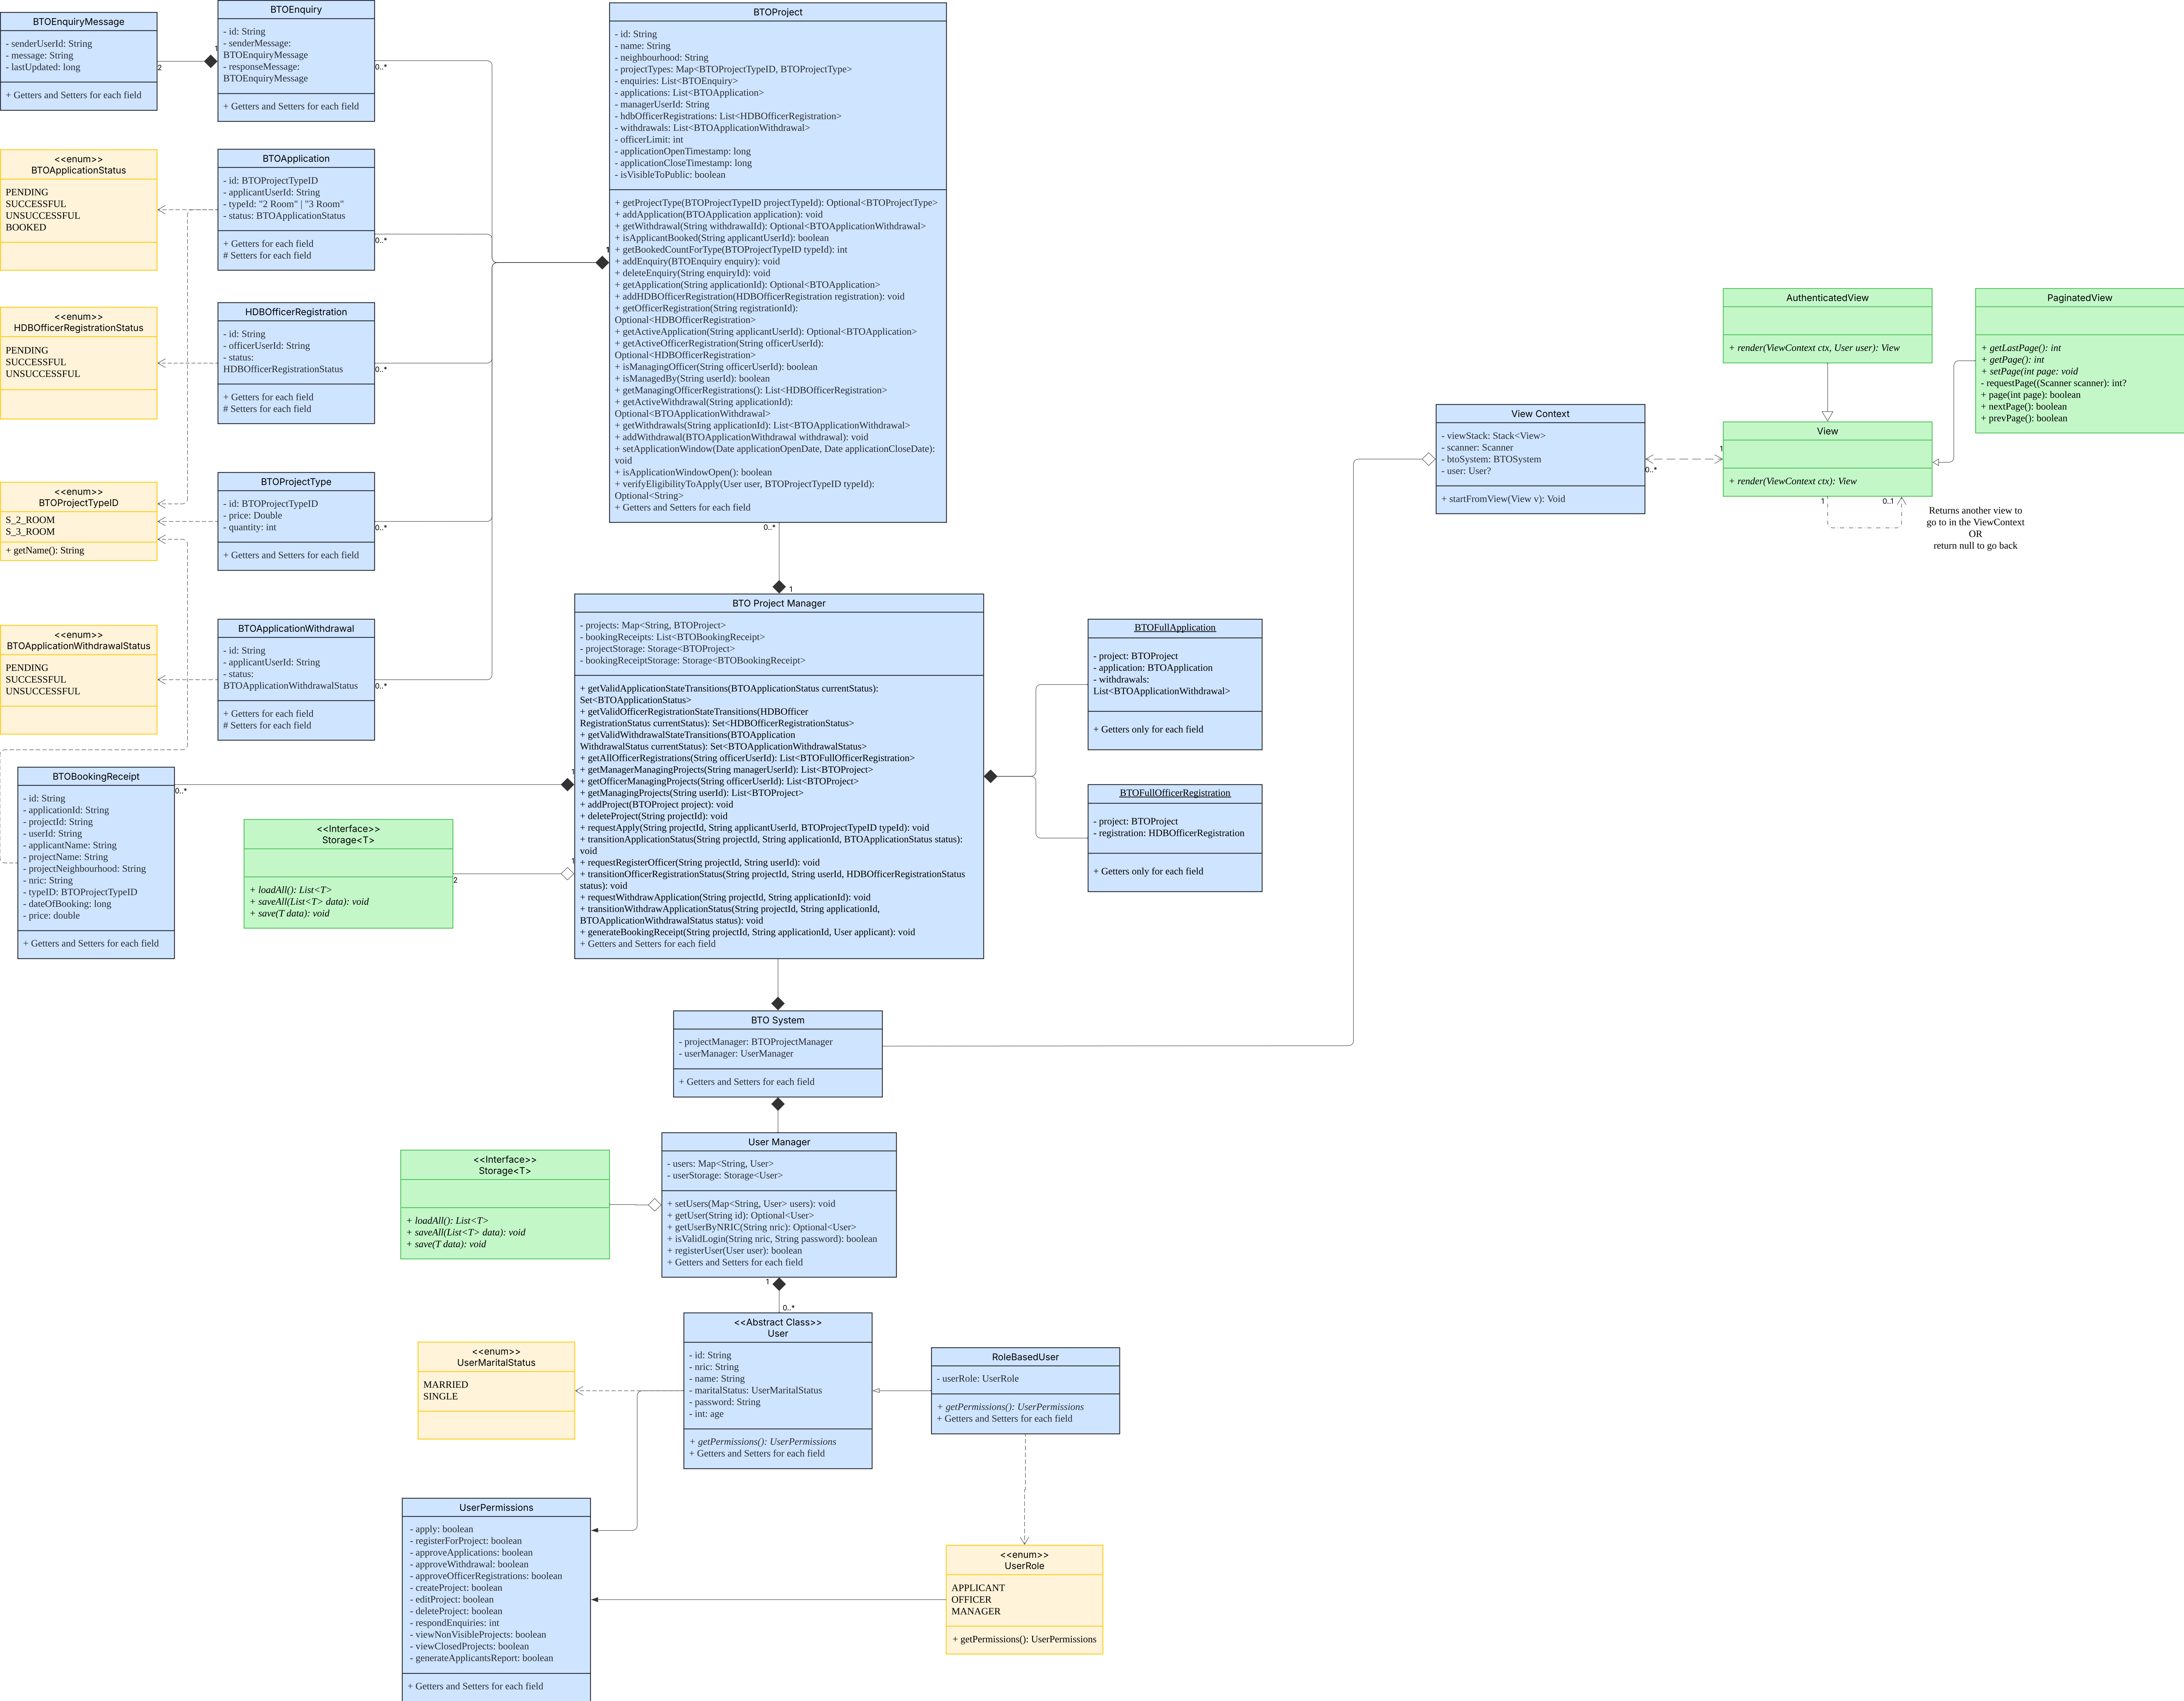 BTOEnquiryMessage
- senderUserId: String
- message: String
- lastUpdated: long
+ Getters and Setters for each field
2
1
BTOEnquiry
- id: String
- senderMessage:
BTOEnquiryMessage
- responseMessage:
BTOEnquiryMessage
+ Getters and Setters for each field
0..*
<<enum>>
BTOApplicationStatus
PENDING
SUCCESSFUL
UNSUCCESSFUL
BOOKED
BTOApplication
- id: BTOProjectTypeID
- applicantUserId: String
- typeId: "2 Room" | "3 Room"
- status: BTOApplicationStatus
+ Getters for each field
# Setters for each field
0..*
<<enum>>
HDBOfficerRegistrationStatus
PENDING
SUCCESSFUL
UNSUCCESSFUL
HDBOfficerRegistration
- id: String
- officerUserId: String
- status:
HDBOfficerRegistrationStatus
+ Getters for each field
# Setters for each field
0..*
<<enum>>
BTOProjectTypeID
S_2_ROOM
S_3_ROOM
+ getName(): String
BTOProjectType
- id: BTOProjectTypeID
- price: Double
- quantity: int
+ Getters and Setters for each field
0..*
<<enum>>
BTOApplicationWithdrawalStatus
PENDING
SUCCESSFUL
UNSUCCESSFUL
BTOApplicationWithdrawal
- id: String
- applicantUserId: String
- status:
BTOApplicationWithdrawalStatus
+ Getters for each field
# Setters for each field
0..*
1
BTOProject
- id: String
- name: String
- neighbourhood: String
- projectTypes: Map<BTOProjectTypeID, BTOProjectType>
- enquiries: List<BTOEnquiry>
- applications: List<BTOApplication>
- managerUserId: String
- hdbOfficerRegistrations: List<HDBOfficerRegistration>
- withdrawals: List<BTOApplicationWithdrawal>
- officerLimit: int
- applicationOpenTimestamp: long
- applicationCloseTimestamp: long
- isVisibleToPublic: boolean
+ getProjectType(BTOProjectTypeID projectTypeId): Optional<BTOProjectType>
+ addApplication(BTOApplication application): void
+ getWithdrawal(String withdrawalId): Optional<BTOApplicationWithdrawal>
+ isApplicantBooked(String applicantUserId): boolean
+ getBookedCountForType(BTOProjectTypeID typeId): int
+ addEnquiry(BTOEnquiry enquiry): void
+ deleteEnquiry(String enquiryId): void
+ getApplication(String applicationId): Optional<BTOApplication>
+ addHDBOfficerRegistration(HDBOfficerRegistration registration): void
+ getOfficerRegistration(String registrationId):
Optional<HDBOfficerRegistration>
+ getActiveApplication(String applicantUserId): Optional<BTOApplication>
+ getActiveOfficerRegistration(String officerUserId):
Optional<HDBOfficerRegistration>
+ isManagingOfficer(String officerUserId): boolean
+ isManagedBy(String userId): boolean
+ getManagingOfficerRegistrations(): List<HDBOfficerRegistration>
+ getActiveWithdrawal(String applicationId):
Optional<BTOApplicationWithdrawal>
+ getWithdrawals(String applicationId): List<BTOApplicationWithdrawal>
+ addWithdrawal(BTOApplicationWithdrawal withdrawal): void
+ setApplicationWindow(Date applicationOpenDate, Date applicationCloseDate):
void
+ isApplicationWindowOpen(): boolean
+ verifyEligibilityToApply(User user, BTOProjectTypeID typeId):
Optional<String>
+ Getters and Setters for each field
0..*
1
BTO Project Manager
- projects: Map<String, BTOProject>
- bookingReceipts: List<BTOBookingReceipt>
- projectStorage: Storage<BTOProject>
- bookingReceiptStorage: Storage<BTOBookingReceipt>
+ getValidApplicationStateTransitions(BTOApplicationStatus currentStatus):
Set<BTOApplicationStatus>
+ getValidOfficerRegistrationStateTransitions(HDBOfficer
RegistrationStatus currentStatus): Set<HDBOfficerRegistrationStatus>
+ getValidWithdrawalStateTransitions(BTOApplication
WithdrawalStatus currentStatus): Set<BTOApplicationWithdrawalStatus>
+ getAllOfficerRegistrations(String officerUserId): List<BTOFullOfficerRegistration>
+ getManagerManagingProjects(String managerUserId): List<BTOProject>
+ getOfficerManagingProjects(String officerUserId): List<BTOProject>
+ getManagingProjects(String userId): List<BTOProject>
+ addProject(BTOProject project): void
+ deleteProject(String projectId): void
+ requestApply(String projectId, String applicantUserId, BTOProjectTypeID typeId): void
+ transitionApplicationStatus(String projectId, String applicationId, BTOApplicationStatus status):
void
+ requestRegisterOfficer(String projectId, String userId): void
+ transitionOfficerRegistrationStatus(String projectId, String userId, HDBOfficerRegistrationStatus
status): void
+ requestWithdrawApplication(String projectId, String applicationId): void
+ transitionWithdrawApplicationStatus(String projectId, String applicationId,
BTOApplicationWithdrawalStatus status): void
+ generateBookingReceipt(String projectId, String applicationId, User applicant): void
+ Getters and Setters for each field
BTOFullApplication
- project: BTOProject
- application: BTOApplication
- withdrawals:
List<BTOApplicationWithdrawal>
+ Getters only for each field
BTOFullOfficerRegistration
- project: BTOProject
- registration: HDBOfficerRegistration
+ Getters only for each field
BTOBookingReceipt
- id: String
- applicationId: String
- projectId: String
- userId: String
- applicantName: String
- projectName: String
- projectNeighbourhood: String
- nric: String
- typeID: BTOProjectTypeID
- dateOfBooking: long
- price: double
+ Getters and Setters for each field
0..*
1
<<Interface>>
Storage<T>
+ loadAll(): List<T>
+ saveAll(List<T> data): void
+ save(T data): void
2
1
BTO System
- projectManager: BTOProjectManager
- userManager: UserManager
+ Getters and Setters for each field
View Context
- viewStack: Stack<View>
- scanner: Scanner
- btoSystem: BTOSystem
- user: User?
+ startFromView(View v): Void
0..*
1
AuthenticatedView
+ render(ViewContext ctx, User user): View
PaginatedView
+ getLastPage(): int
+ getPage(): int
+ setPage(int page: void
- requestPage((Scanner scanner): int?
+ page(int page): boolean
+ nextPage(): boolean
+ prevPage(): boolean
View
+ render(ViewContext ctx): View
1
0..1
Returns another view to
go to in the ViewContext
OR
return null to go back
User Manager
- users: Map<String, User>
- userStorage: Storage<User>
+ setUsers(Map<String, User> users): void
+ getUser(String id): Optional<User>
+ getUserByNRIC(String nric): Optional<User>
+ isValidLogin(String nric, String password): boolean
+ registerUser(User user): boolean
+ Getters and Setters for each field
<<Interface>>
Storage<T>
+ loadAll(): List<T>
+ saveAll(List<T> data): void
+ save(T data): void
1
0..*
<<Abstract Class>>
User
- id: String
- nric: String
- name: String
- maritalStatus: UserMaritalStatus
- password: String
- int: age
+ getPermissions(): UserPermissions
+ Getters and Setters for each field
<<enum>>
UserMaritalStatus
MARRIED
SINGLE
RoleBasedUser
- userRole: UserRole
+ getPermissions(): UserPermissions
+ Getters and Setters for each field
UserPermissions
- apply: boolean
- registerForProject: boolean
- approveApplications: boolean
- approveWithdrawal: boolean
- approveOfficerRegistrations: boolean
- createProject: boolean
- editProject: boolean
- deleteProject: boolean
- respondEnquiries: int
- viewNonVisibleProjects: boolean
- viewClosedProjects: boolean
- generateApplicantsReport: boolean
+ Getters and Setters for each field
<<enum>>
UserRole
APPLICANT
OFFICER
MANAGER
+ getPermissions(): UserPermissions